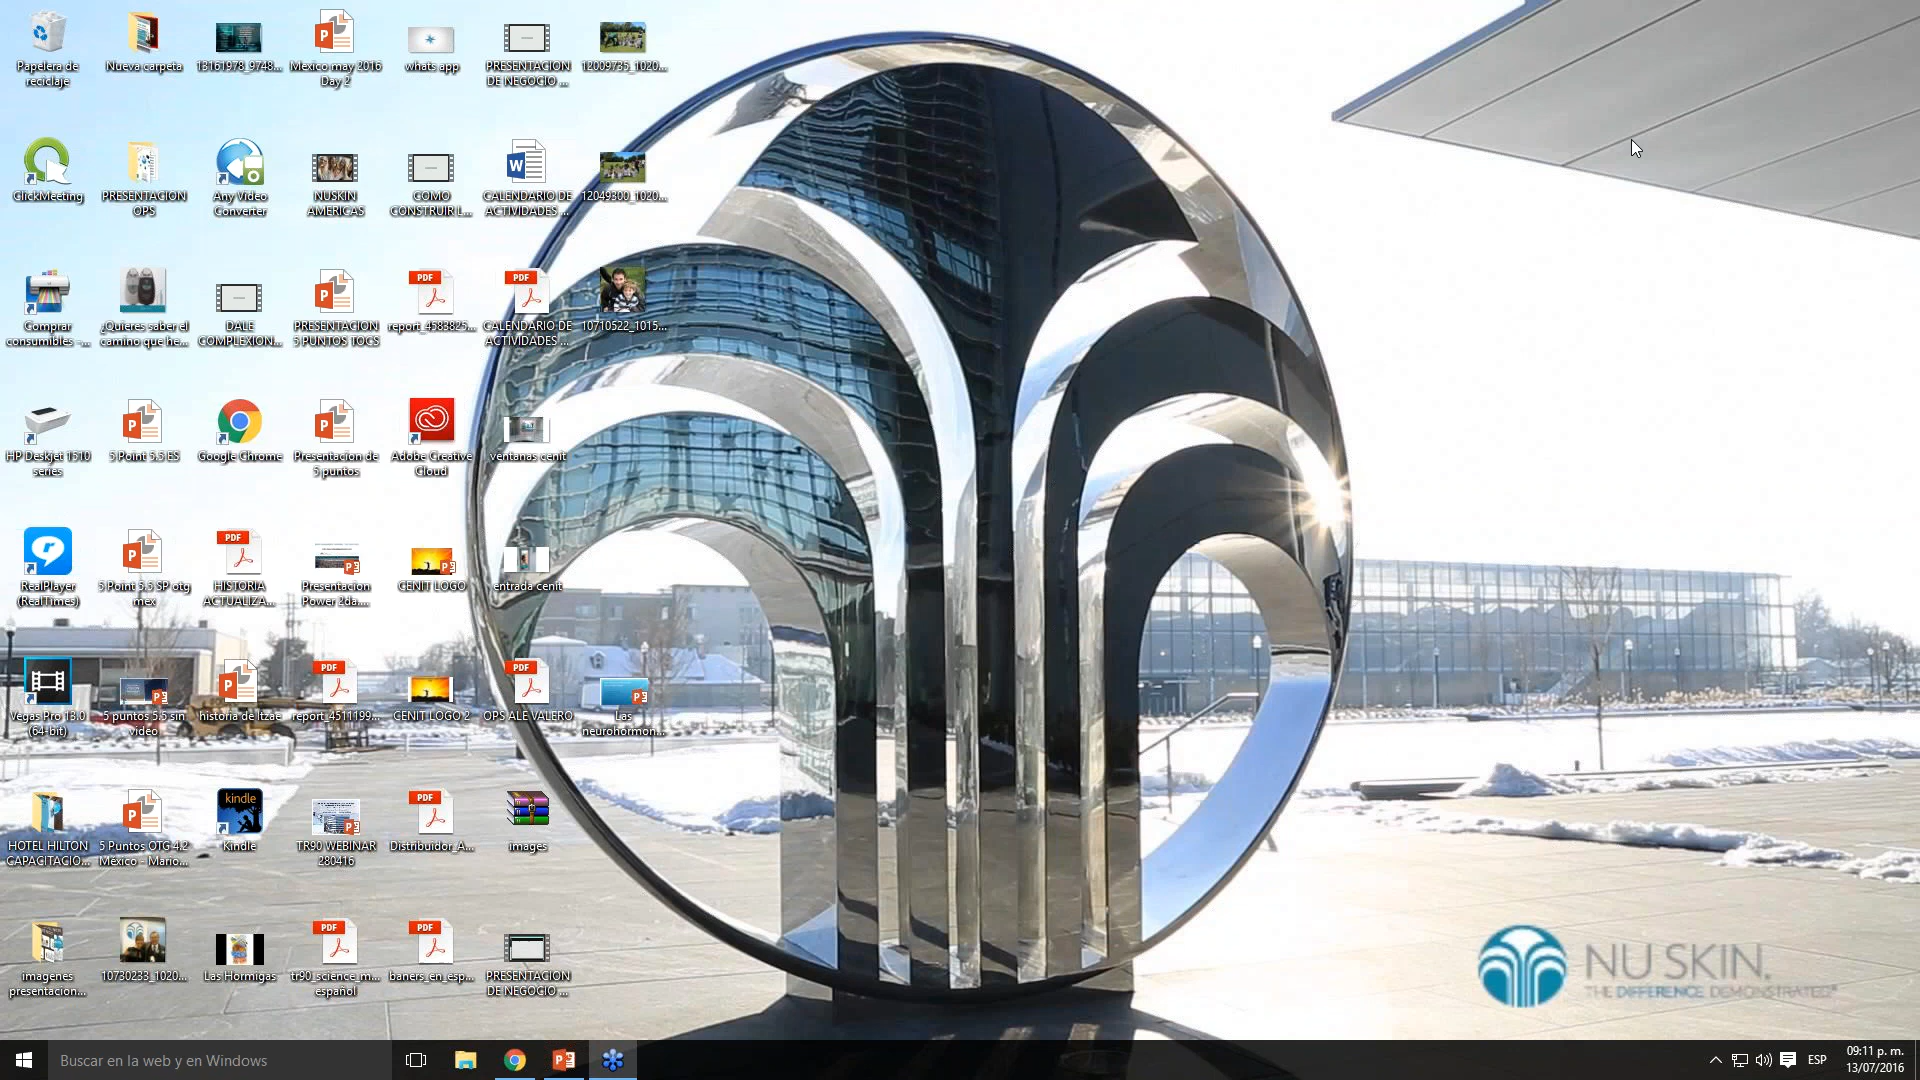 Papelera de
reciclaje
Nueva carpeta
13161978_9748...
Mexico may 2016
Day 2
whats app
PRESENTACION
DE NEGOCIO ...
12009735_1020...
ClickMeeting
PRESENTACION
OPS
Any Video
Converter
NUSKIN
AMERICAS
COMO
CONSTRUIR L...
CALENDARIO DE
ACTIVIDADES ...
12049300_1020...
Comprar
consumibles -...
¿Quieres saber el
camino que he...
DALE
COMPLEXION...
PRESENTACION
5 PUNTOS TOCS
report_4583825...
CALENDARIO DE
ACTIVIDADES ...
10710522_1015...
HP Deskjet 1510
series
5 Point 5.5 ES
Google Chrome
Presentacion de
5 puntos
Adobe Creative
Cloud
ventanas cenit
RealPlayer
(RealTimes)
5 Point 5.5 SP otg
mex
HISTORIA
ACTUALIZA...
Presentacion
Power 2da....
CENIT LOGO
entrada cenit
Vegas Pro 13.0
(64-bit)
5 puntos 5.5 sin
video
historia de Itzae
report_4511199...
CENIT LOGO 2
OPS ALE VALERO
Las
neurohormon...
HOTEL HILTON
CAPACITACIO...
5 Puntos OTG 4.2
México - Mario...
kindle
Kindle
TR90 WEBINAR
280416
Distribuidor_A...
images
imagenes
presentacion...
10730233_1020...
Las Hormigas
tr90_science_m...
español
baners_en_esp...
PRESENTACION
DE NEGOCIO ...
NU SKIN.
THE DIFFERENCE. DEMONSTRATED.®
Buscar en la web y en Windows
ESP
09:11 p. m.
13/07/2016